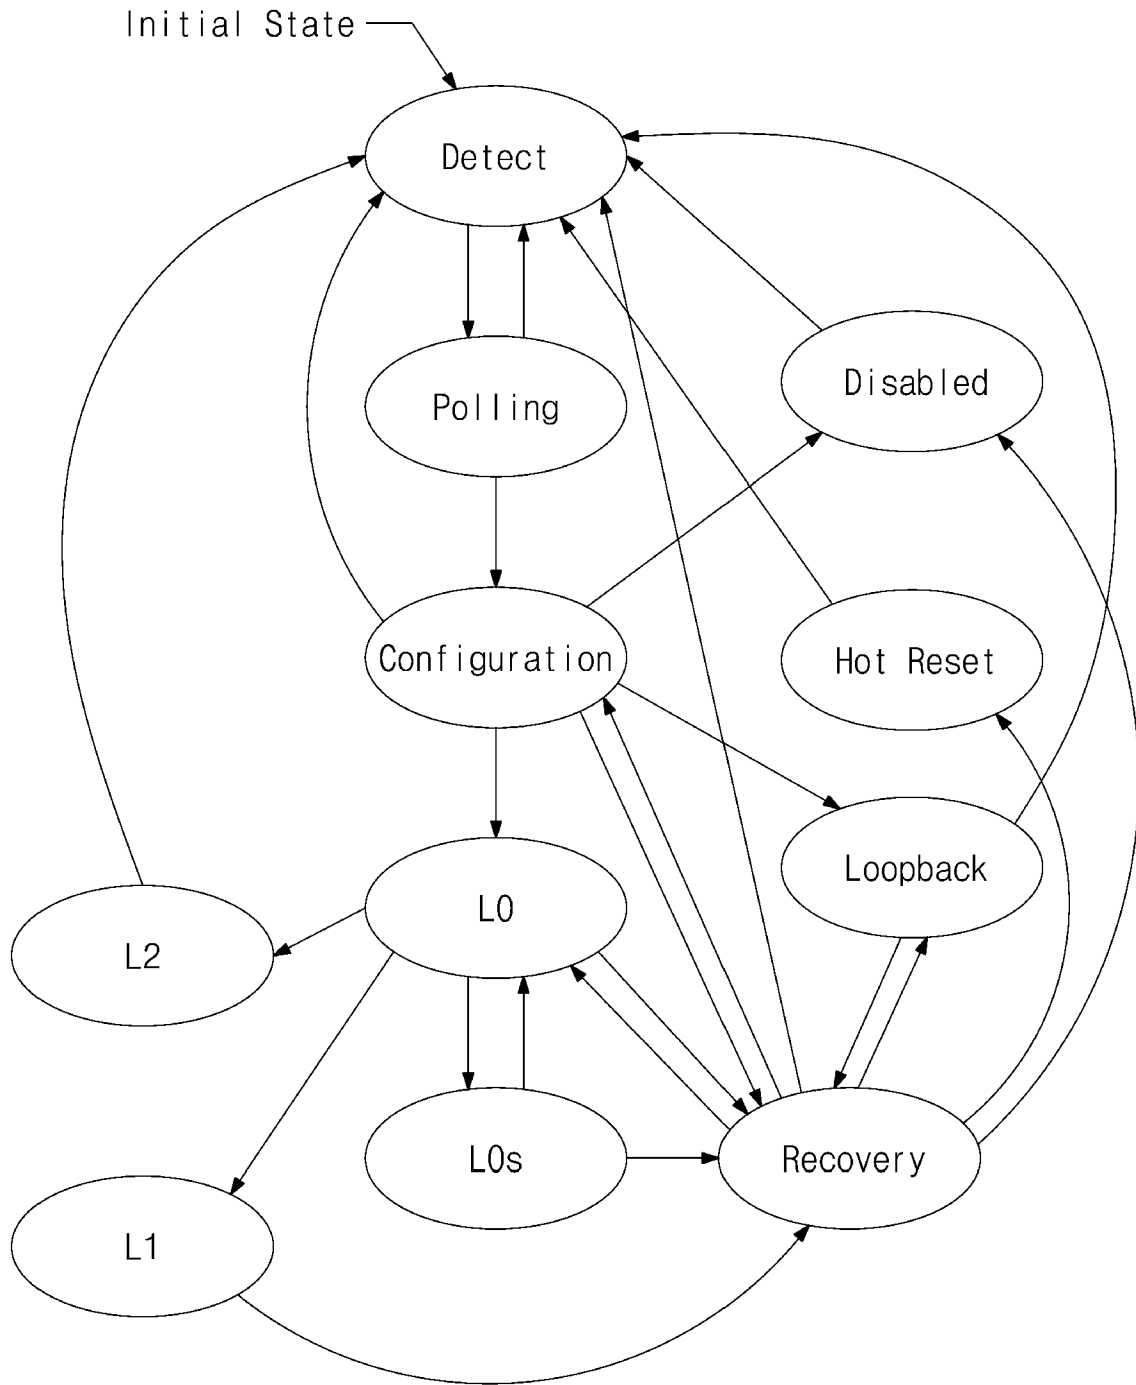 Initial State
Detect
Polling
Disabled
Configuration
Hot Reset
Loopback
L0
L2
L0s
Recovery
L1